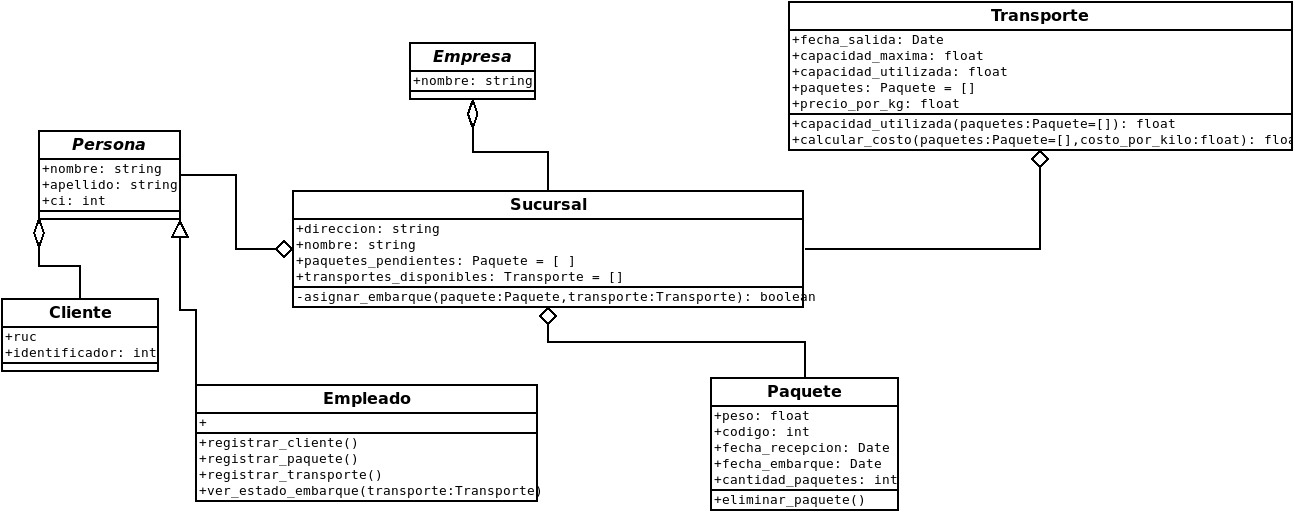 Transporte
+fecha_salida: Date
+capacidad_maxima: float
+capacidad_utilizada: float
+paquetes: Paquete = []
+precio_por_kg: float
+capacidad_utilizada(paquetes:Paquete=[]): float
+calcular_costo(paquetes:Paquete=[],costo_por_kilo:float): floa
Empresa
+nombre: string
Persona
+nombre: string
+apellido: string
+ci: int
Sucursal
+direccion: string
+nombre: string
+paquetes_pendientes: Paquete = [ ]
+transportes_disponibles: Transporte = []
-asignar_embarque(paquete:Paquete,transporte:Transporte): boolean
Cliente
+ruc
+identificador: int
Empleado
+
+registrar_cliente()
+registrar_paquete()
+registrar_transporte()
+ver_estado_embarque(transporte:Transporte)
Paquete
+peso: float
+codigo: int
+fecha_recepcion: Date
+fecha_embarque: Date
+cantidad_paquetes: int
+eliminar_paquete()